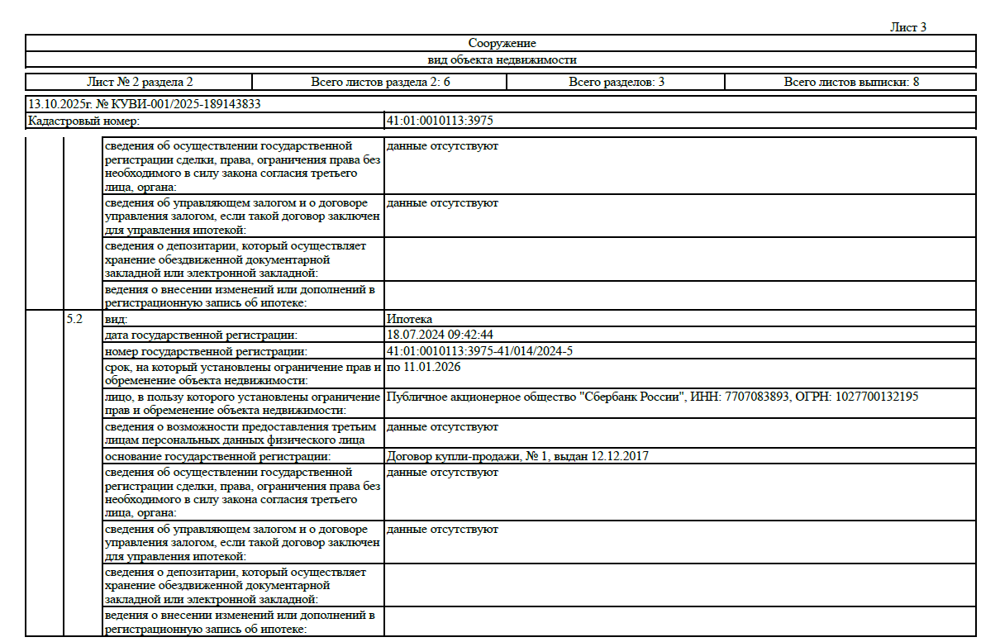 Лист 3
Сооружение
вид объекта недвижимости
Лист № 2 раздела 2
Всего листов раздела 2: 6
Всего разделов: 3
Всего листов выписки: 8
13.10.2025г. № КУВИ-001/2025-189143833
Кадастровый номер:
41:01:0010113:3975
сведения об осуществлении государственной
регистрации сделки, права, ограничения права без
необходимого в силу закона согласия третьего
лица, органа:
данные отсутствуют
сведения об управляющем залогом и о договоре
управления залогом, если такой договор заключен
для управления ипотекой:
данные отсутствуют
сведения о депозитарии, который осуществляет
хранение обездвиженной документарной
закладной или электронной закладной:
ведения о внесении изменений или дополнений в
регистрационную запись об ипотеке:
5.2
вид:
Ипотека
дата государственной регистрации:
18.07.2024 09:42:44
номер государственной регистрации:
41:01:0010113:3975-41/014/2024-5
срок, на который установлены ограничение прав и
обременение объекта недвижимости:
по 11.01.2026
лицо, в пользу которого установлены ограничение
прав и обременение объекта недвижимости:
Публичное акционерное общество "Сбербанк России", ИНН: 7707083893, ОГРН: 1027700132195
сведения о возможности предоставления третьим
лицам персональных данных физического лица
данные отсутствуют
основание государственной регистрации:
Договор купли-продажи, № 1, выдан 12.12.2017
сведения об осуществлении государственной
регистрации сделки, права, ограничения права без
необходимого в силу закона согласия третьего
лица, органа:
данные отсутствуют
сведения об управляющем залогом и о договоре
управления залогом, если такой договор заключен
для управления ипотекой:
данные отсутствуют
сведения о депозитарии, который осуществляет
хранение обездвиженной документарной
закладной или электронной закладной:
ведения о внесении изменений или дополнений в
регистрационную запись об ипотеке: